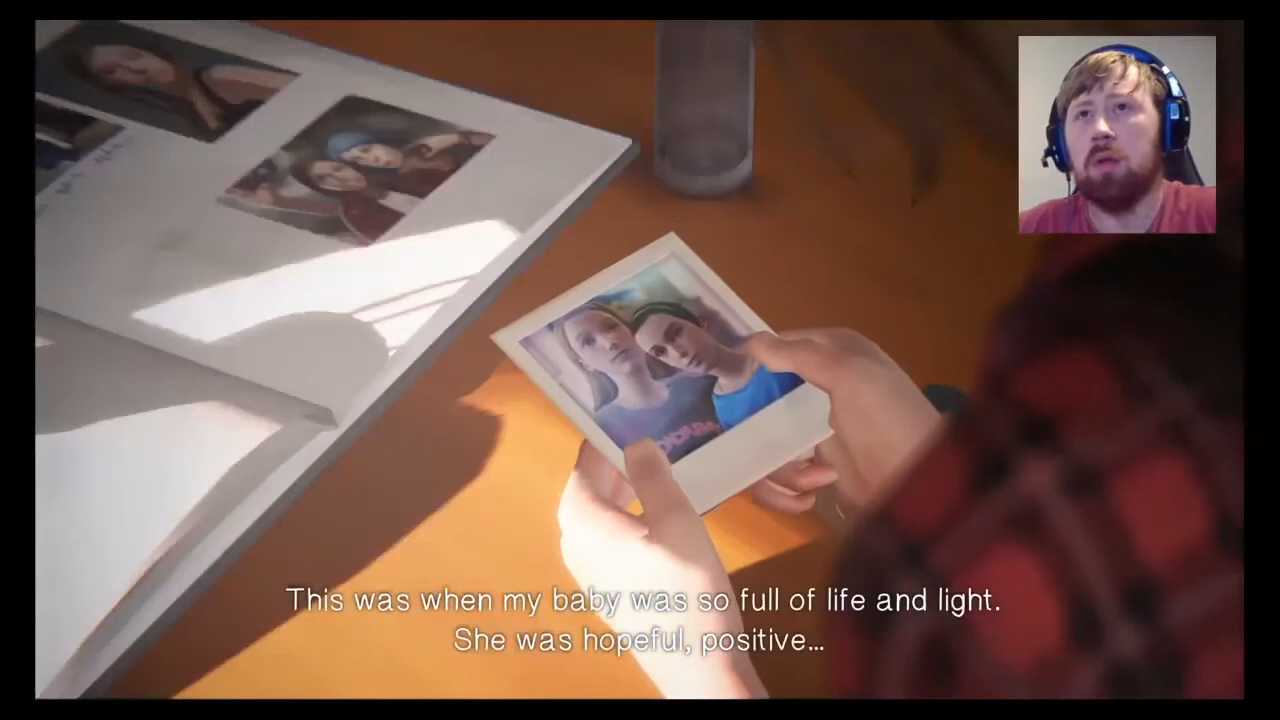 This was when my baby was so full of life and light.
She was hopeful, positive...